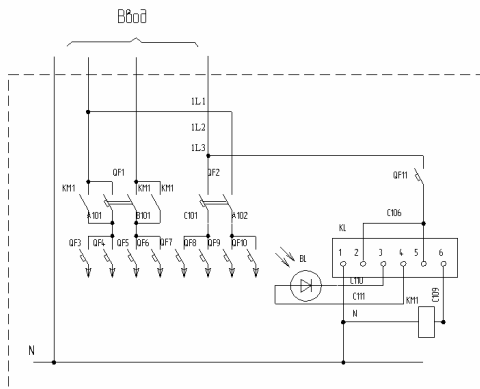 Ввод
1L1
1L2
1L3
QF1
QF2
QF11
KM1
KM1
KM1
A101
B101
C101
A102
C106
QF3
QF4
QF5
QF6
QF7
QF8
QF9
QF10
KL
1 2 3 4 5 6
BL
C110
C111
KM1
C109
N
N